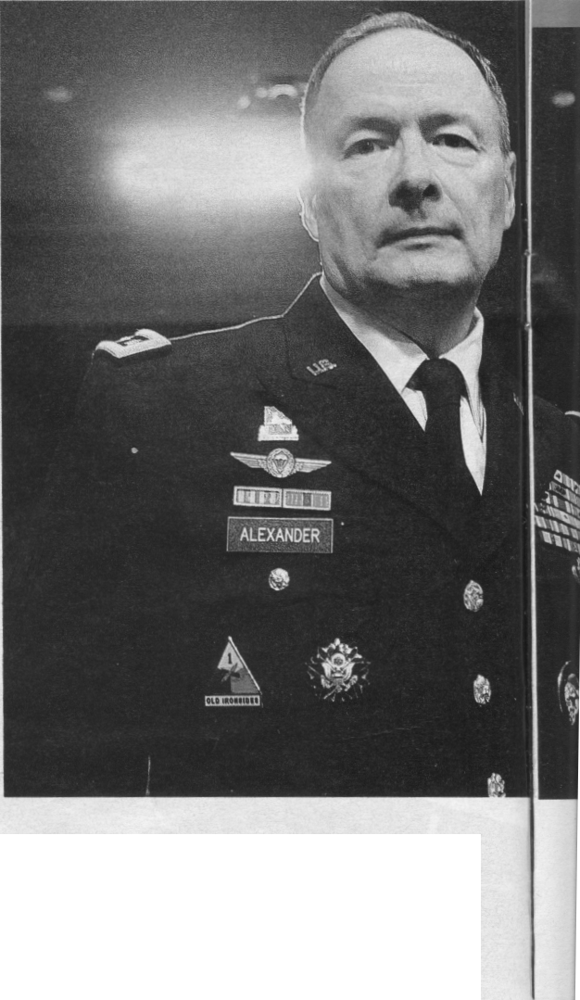 U.S.
ALEXANDER
1
OLD IRONSIDES